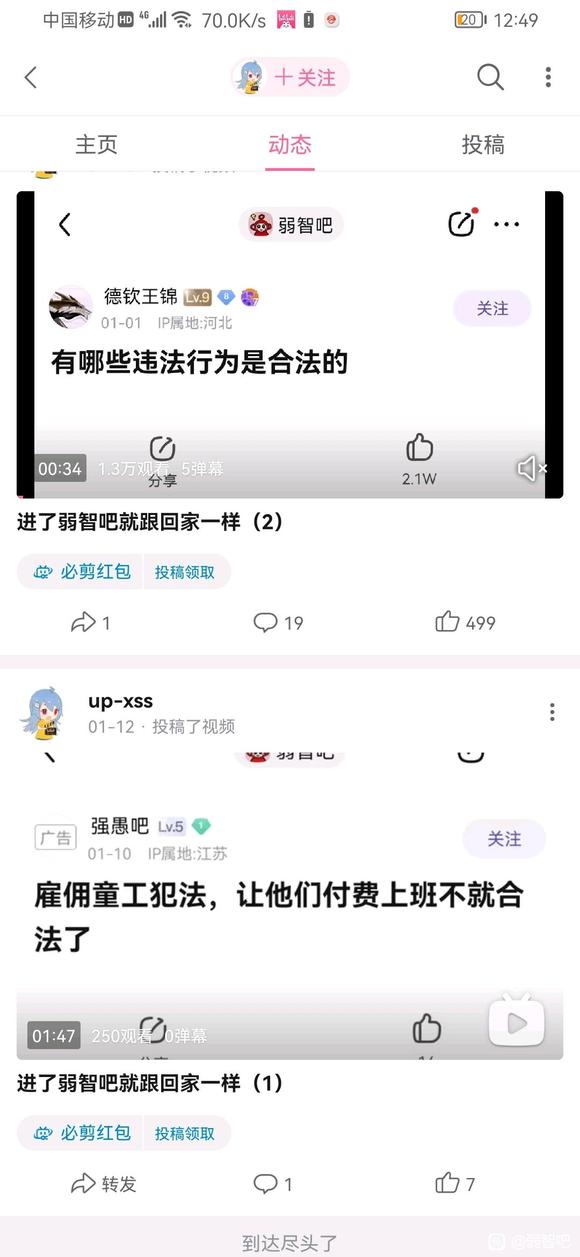 中国移动 HD 4G 70.0K/s 20 12:49
十关注
主页 动态 投稿
弱智吧
德钦王锦 Lv.9 8
01-01 IP属地:河北
关注
有哪些违法行为是合法的
00:34 1.3万观看 5弹幕
分享 2.1W
进了弱智吧就跟回家一样（2）
必剪红包 投稿领取
1 19 499
up-xss
01-12 · 投稿了视频
弱智吧
广告 强愚吧 Lv.5 1
01-10 IP属地:江苏
关注
雇佣童工犯法，让他们付费上班不就合
法了
01:47 250观看 0弹幕
分享
进了弱智吧就跟回家一样（1）
必剪红包 投稿领取
转发 1 7
到达尽头了
@弱智吧